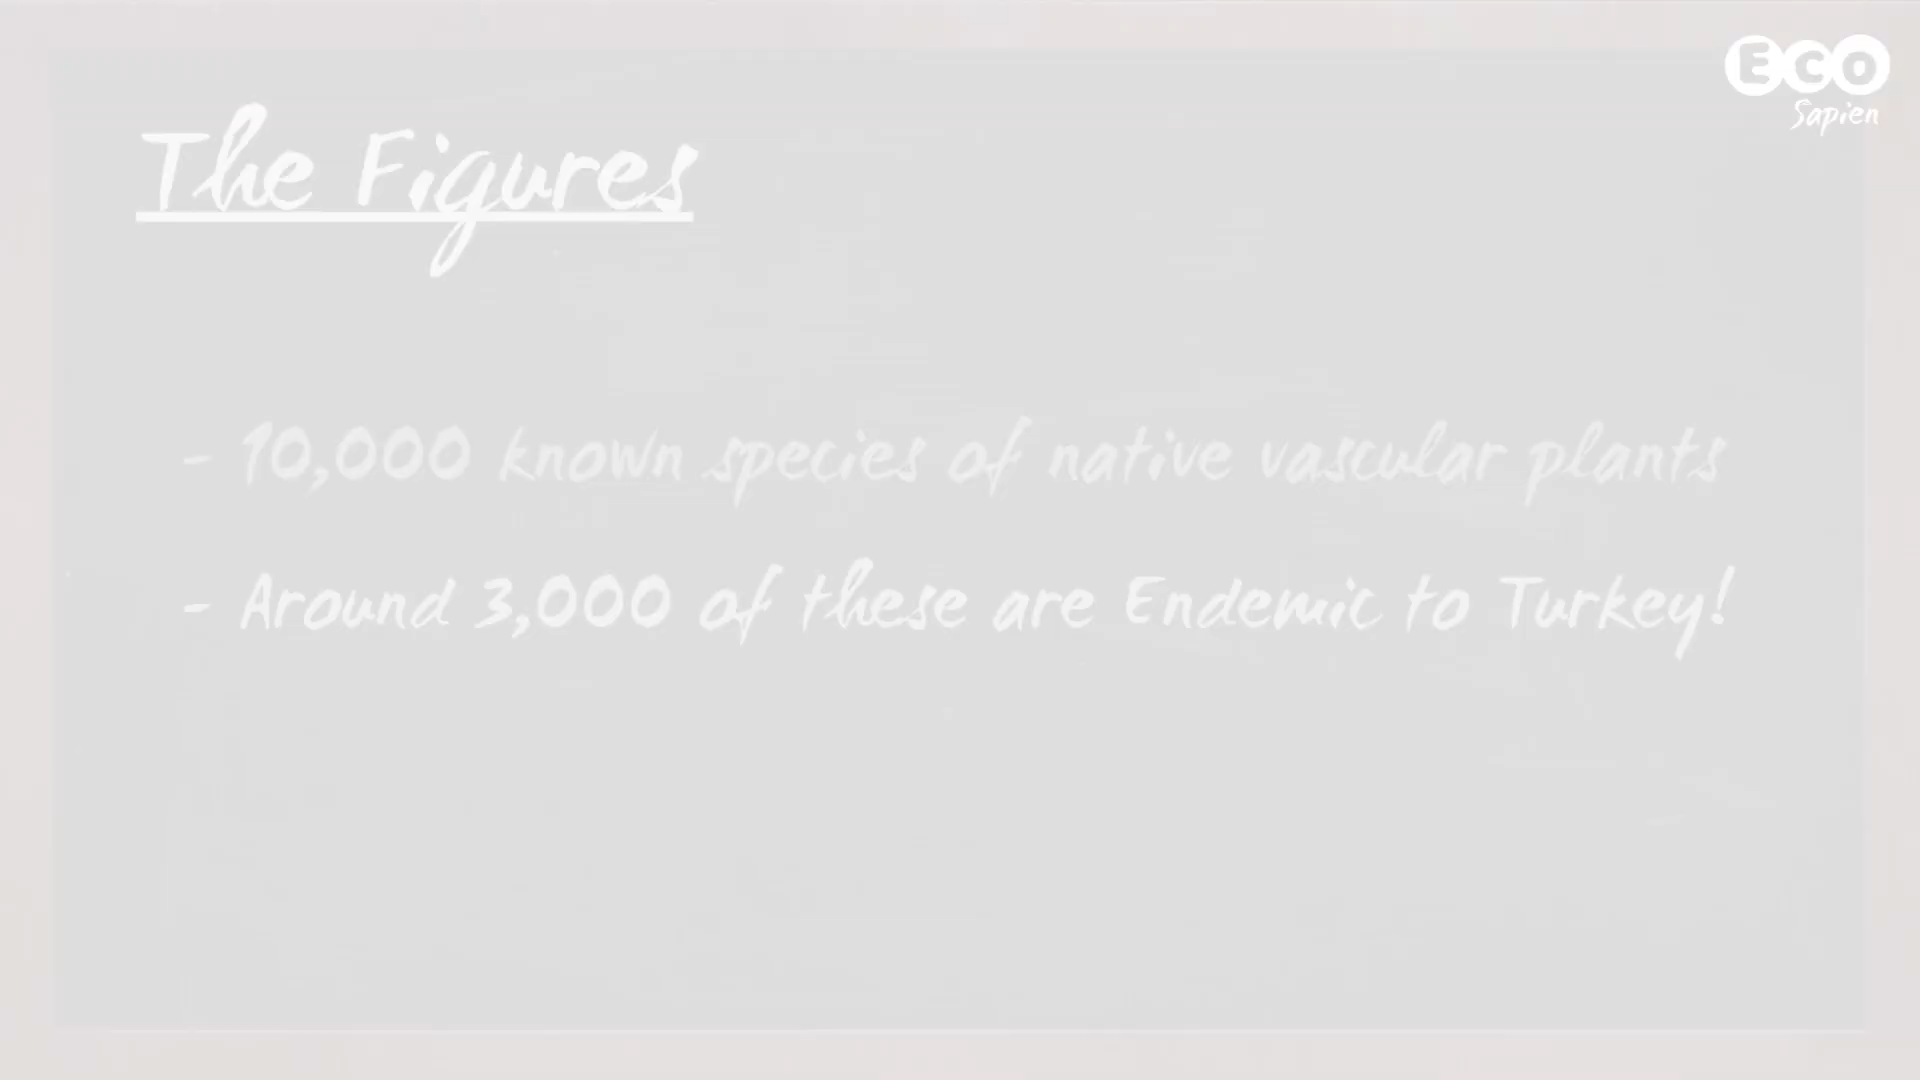 Eco
Sapien
The Figures
- 10,000 known species of native vascular plants
- Around 3,000 of these are Endemic to Turkey!